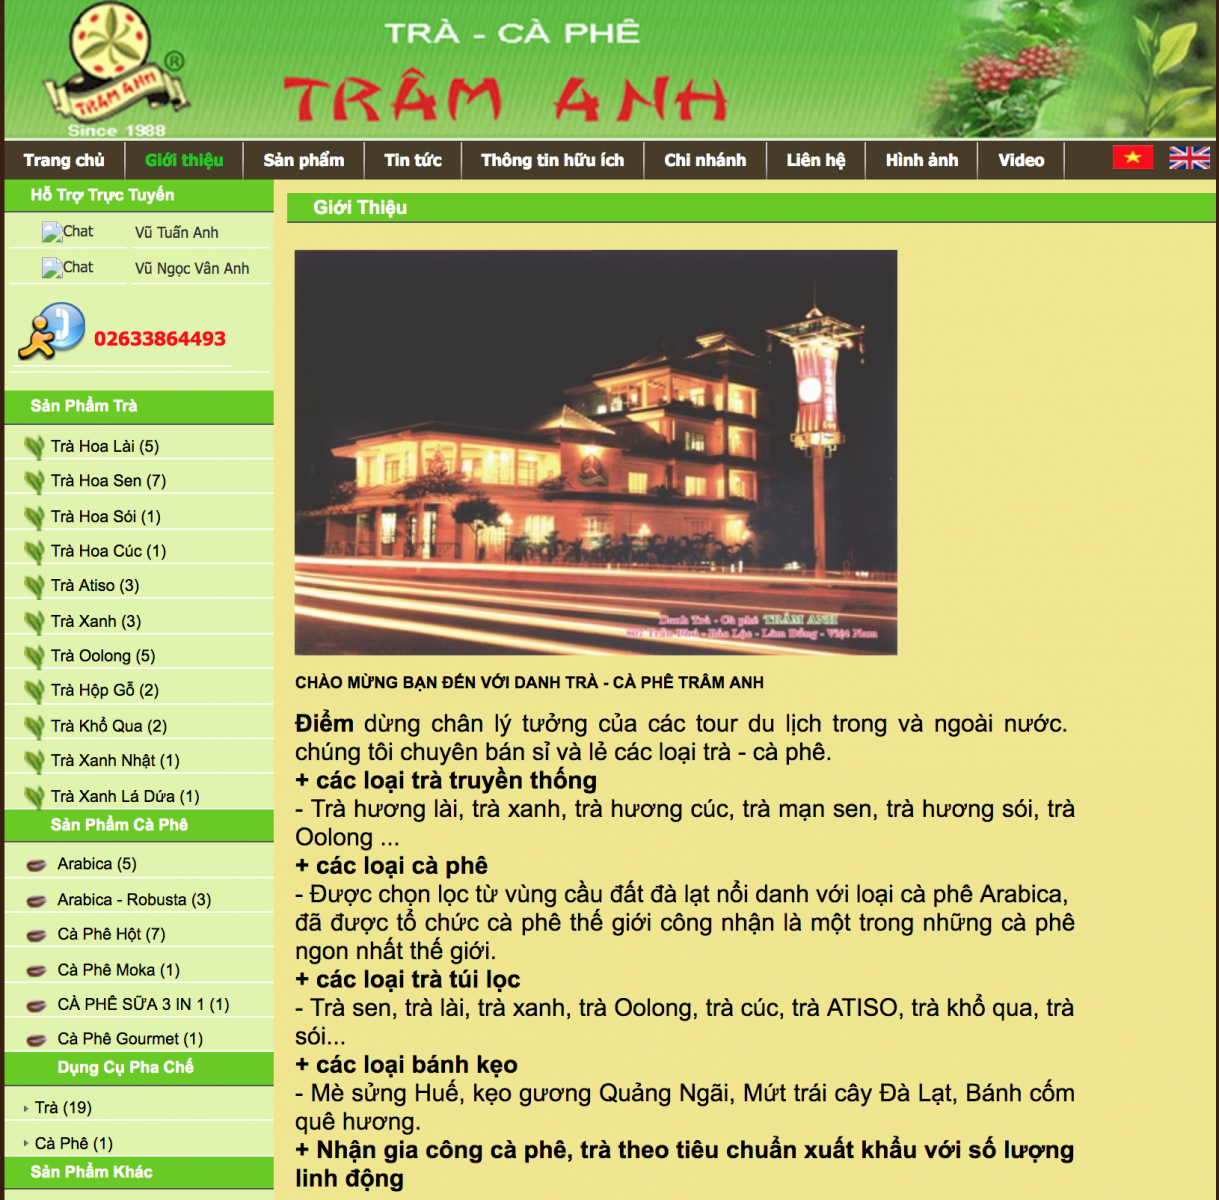 TRÀ - CÀ PHÊ
TRÂM ANH
TRÂM ANH
®
Since 1988
Trang chủ
Giới thiệu
Sản phẩm
Tin tức
Thông tin hữu ích
Chi nhánh
Liên hệ
Hình ảnh
Video
Hỗ Trợ Trực Tuyến
Chat Vũ Tuấn Anh
Chat Vũ Ngọc Vân Anh
02633864493
Sản Phẩm Trà
Trà Hoa Lài (5)
Trà Hoa Sen (7)
Trà Hoa Sói (1)
Trà Hoa Cúc (1)
Trà Atiso (3)
Trà Xanh (3)
Trà Oolong (5)
Trà Hộp Gỗ (2)
Trà Khổ Qua (2)
Trà Xanh Nhật (1)
Trà Xanh Lá Dứa (1)
Sản Phẩm Cà Phê
Arabica (5)
Arabica - Robusta (3)
Cà Phê Hột (7)
Cà Phê Moka (1)
CÀ PHÊ SỮA 3 IN 1 (1)
Cà Phê Gourmet (1)
Dụng Cụ Pha Chế
Trà (19)
Cà Phê (1)
Sản Phẩm Khác
Giới Thiệu
Danh Trà - Cà phê TRÂM ANH
807 Trần Phú - Bảo Lộc - Lâm Đồng - Việt Nam
CHÀO MỪNG BẠN ĐẾN VỚI DANH TRÀ - CÀ PHÊ TRÂM ANH
Điểm dừng chân lý tưởng của các tour du lịch trong và ngoài nước.
chúng tôi chuyên bán sỉ và lẻ các loại trà - cà phê.
+ các loại trà truyền thống
- Trà hương lài, trà xanh, trà hương cúc, trà mạn sen, trà hương sói, trà
Oolong ...
+ các loại cà phê
- Được chọn lọc từ vùng cầu đất đà lạt nổi danh với loại cà phê Arabica,
đã được tổ chức cà phê thế giới công nhận là một trong những cà phê
ngon nhất thế giới.
+ các loại trà túi lọc
- Trà sen, trà lài, trà xanh, trà Oolong, trà cúc, trà ATISO, trà khổ qua, trà
sói...
+ các loại bánh kẹo
- Mè sửng Huế, kẹo gương Quảng Ngãi, Mứt trái cây Đà Lạt, Bánh cốm
quê hương.
+ Nhận gia công cà phê, trà theo tiêu chuẩn xuất khẩu với số lượng
linh động